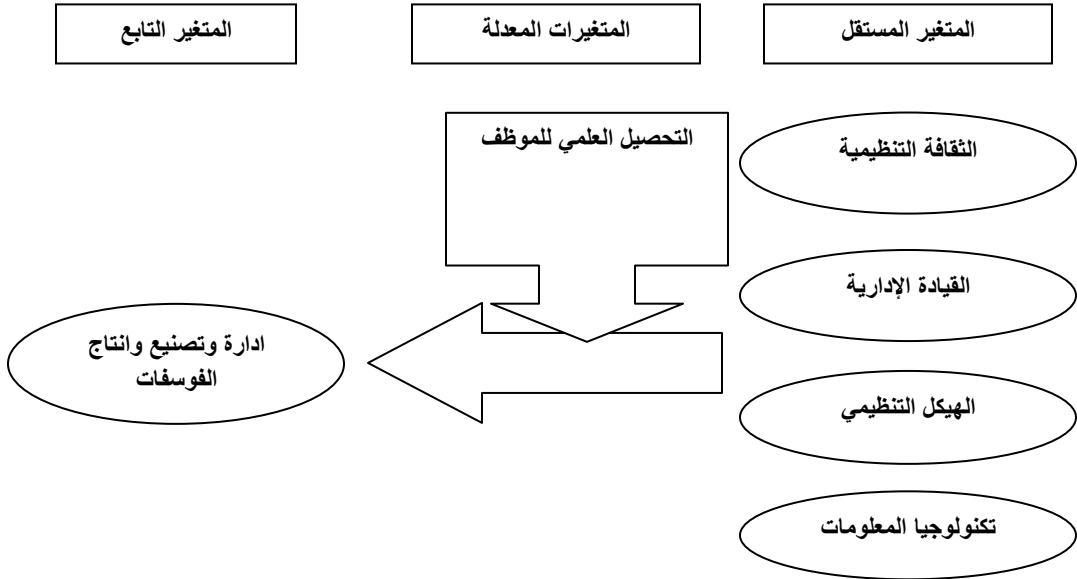 المتغير المستقل
المتغيرات المعدلة
المتغير التابع
الثقافة التنظيمية
التحصيل العلمي للموظف
القيادة الإدارية
ادارة وتصنيع وانتاج
الفوسفات
الهيكل التنظيمي
تكنولوجيا المعلومات